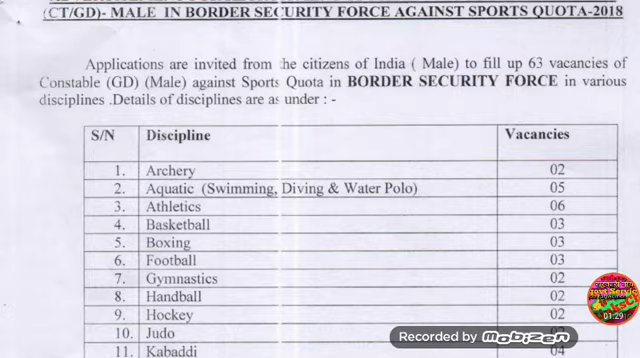 (CT/GD)- MALE IN BORDER SECURITY FORCE AGAINST SPORTS QUOTA-2018
Applications are invited from the citizens of India ( Male) to fill up 63 vacancies of
Constable (GD) (Male) against Sports Quota in BORDER SECURITY FORCE in various
disciplines .Details of disciplines are as under : -
S/N Discipline Vacancies
1. Archery 02
2. Aquatic (Swimming, Diving & Water Polo) 05
3. Athletics 06
4. Basketball 03
5. Boxing 03
6. Football 03
7. Gymnastics 02
8. Handball 02
9. Hockey 02
10. Judo
11. Kabaddi 04
01:29
Recorded by Mobizen